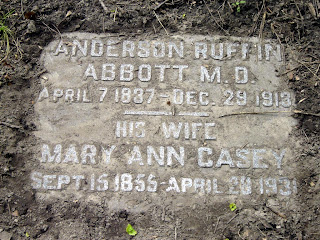 ANDERSON RUFFIN
ABBOTT M.D.
APRIL 7 1837 - DEC. 29 1913
HIS WIFE
MARY ANN CASEY
SEPT. 15 1855 - APRIL 1931